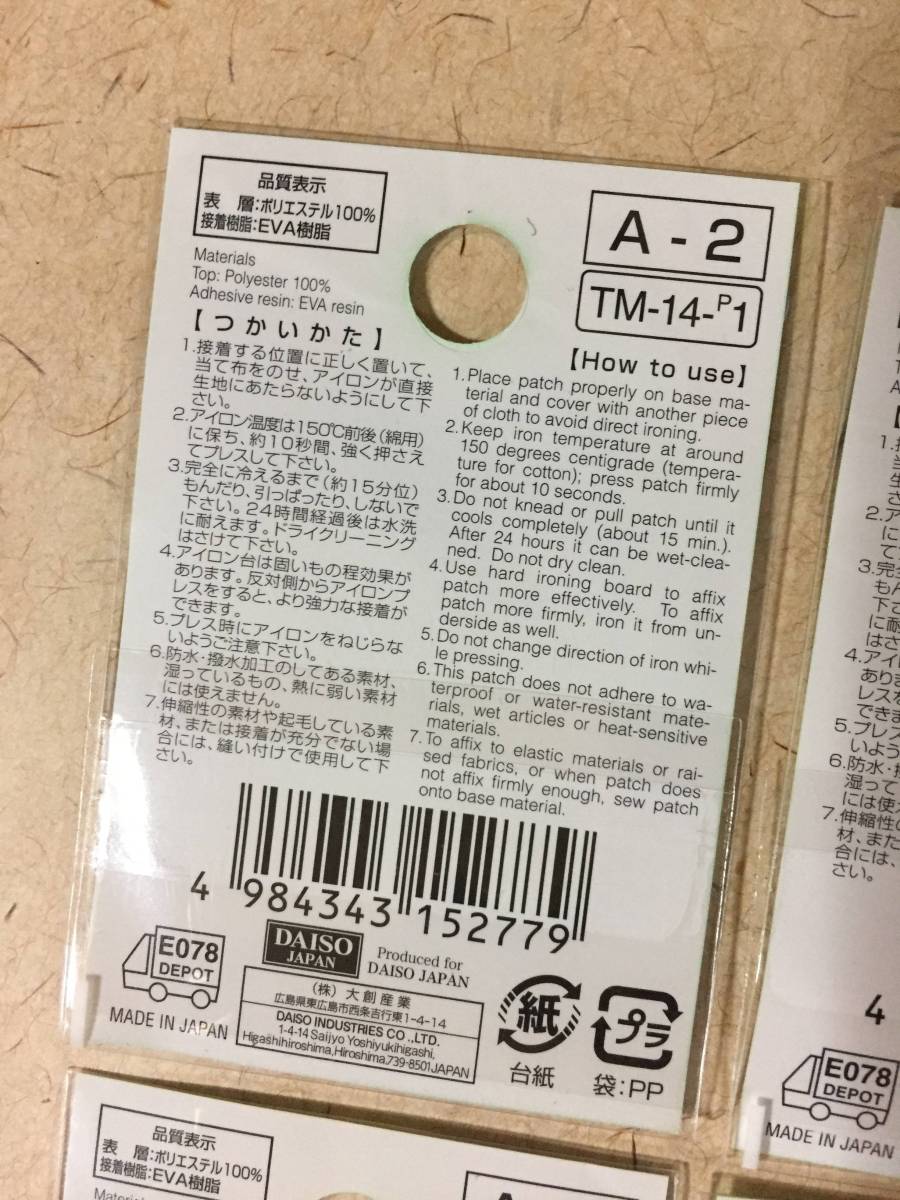 品質表示
表 層:ポリエステル100%
接着樹脂:EVA樹脂
Materials
Top: Polyester 100%
Adhesive resin: EVA resin
A - 2
TM-14-P1
【つかいかた】
1.接着する位置に正しく置いて、
当て布をのせ、アイロンが直接
生地にあたらないようにして下
さい。
2.アイロン温度は150℃前後(綿用)
に保ち、約10秒間、強く押さえ
てプレスして下さい。
3.完全に冷えるまで(約15分位)
もんだり、引っぱったり、しないで
下さい。24時間経過後は水洗
に耐えます。ドライクリーニング
はさけて下さい。
4.アイロン台は固いもの程効果が
あります。反対側からアイロンプ
レスをすると、より強力な接着が
できます。
5.プレス時にアイロンをねじらな
いようご注意下さい。
6.防水・撥水加工のしてある素材、
湿っているもの、熱に弱い素材
には使えません。
7.伸縮性の素材や起毛している素
材、または接着が充分でない場
合には、縫い付けで使用して下
さい。
【How to use】
1.Place patch properly on base ma-
terial and cover with another piece
of cloth to avoid direct ironing.
2.Keep iron temperature at around
150 degrees centigrade (tempera-
ture for cotton); press patch firmly
for about 10 seconds.
3.Do not knead or pull patch until it
cools completely (about 15 min.).
After 24 hours it can be wet-clea-
ned. Do not dry clean.
4.Use hard ironing board to affix
patch more effectively. To affix
patch more firmly, iron it from un-
derside as well.
5.Do not change direction of iron whi-
le pressing.
6.This patch does not adhere to wa-
terproof or water-resistant mate-
rials, wet articles or heat-sensitive
materials.
7.To affix to elastic materials or rai-
sed fabrics, or when patch does
not affix firmly enough, sew patch
onto base material.
4 984343 152779
E078
DEPOT
MADE IN JAPAN
DAISO
JAPAN
Produced for
DAISO JAPAN
(株)大創産業
広島県東広島市西条吉行東1-4-14
DAISO INDUSTRIES CO.,LTD.
1-4-14 Saijyo Yoshiyukihigashi,
Higashihiroshima,Hiroshima,739-8501JAPAN
紙
台紙
プラ
袋:PP
4
E078
DEPOT
MADE IN JAPAN
品質表示
表 層:ポリエステル100%
接着樹脂:EVA樹脂